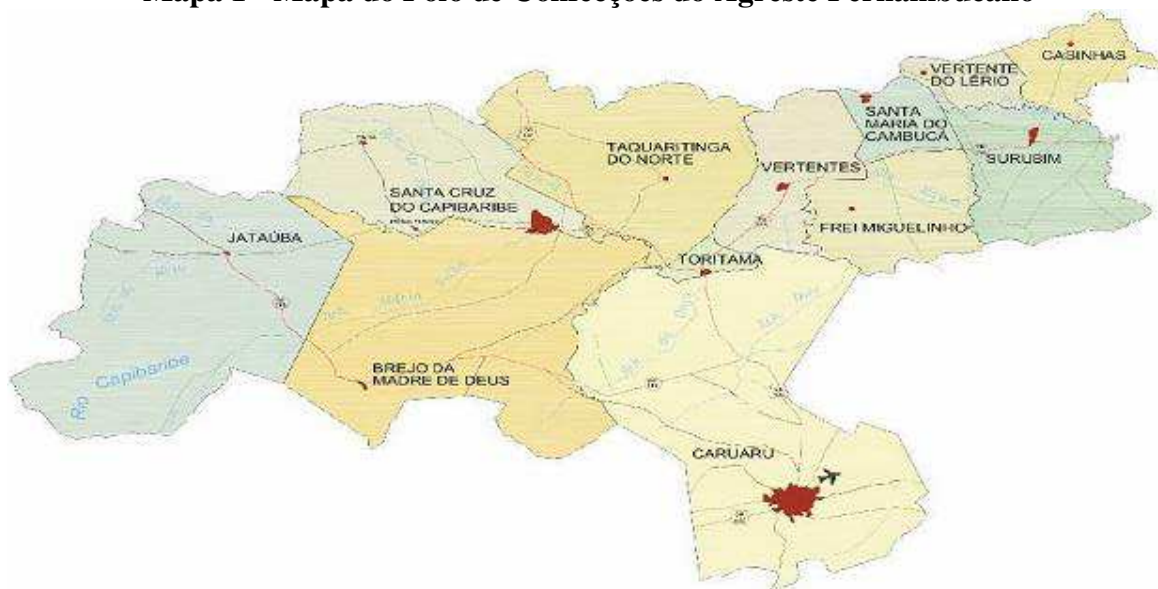 Mapa 1 - Mapa do Polo de Confecções do Agreste Pernambucano
CASINHAS
VERTENTE
DO LÉRIO
SANTA
MARIA DO
CAMBUCÁ
SURUBIM
TAQUARITINGA
DO NORTE
VERTENTES
SANTA CRUZ
DO CAPIBARIBE
FREI MIGUELINHO
JATAÚBA
TORITAMA
BREJO DA
MADRE DE DEUS
Rio Capibaribe
CARUARU